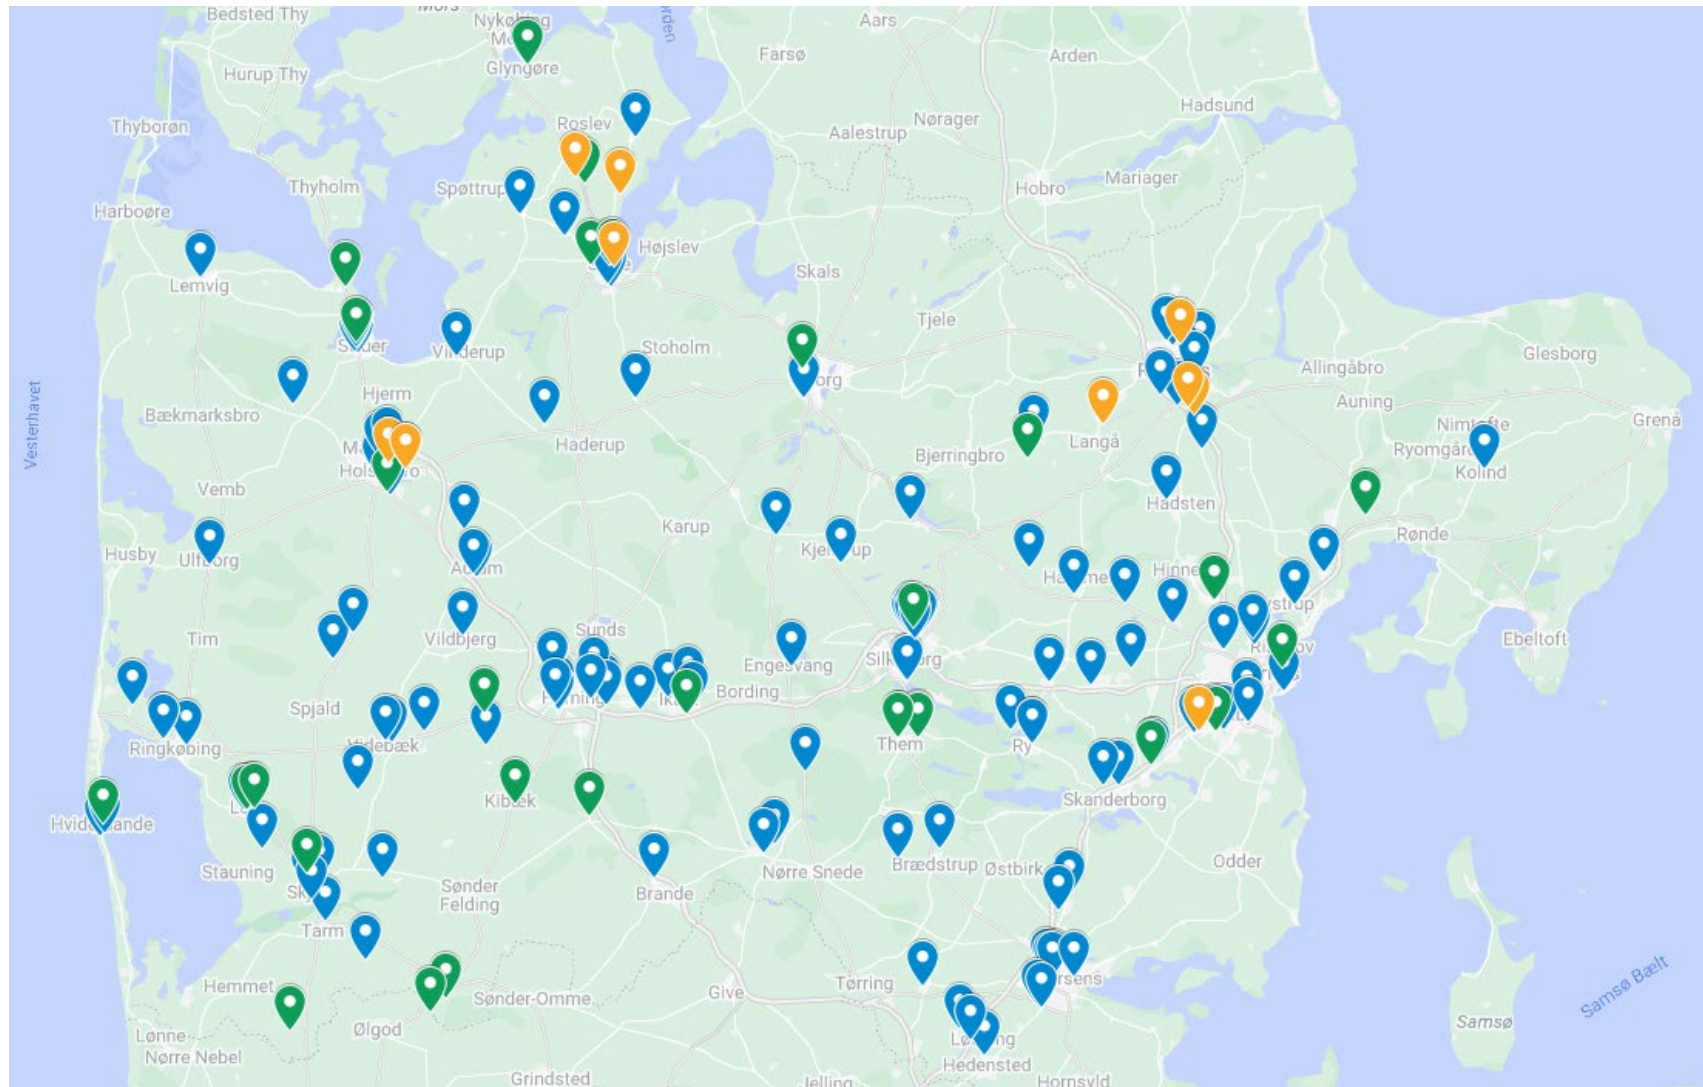 Bedsted Thy
Aars
Farsø
Arden
Glyngøre
Hurup Thy
Hadsund
Thyborøn
Roslev
Nørager
Aalestrup
Thyholm
Spøttrup
Hobro
Mariager
Harboøre
Højslev
Skals
Lemvig
Tjele
Stoholm
Vinderup
Glesborg
Allingåbro
Hjerm
Auning
Vesterhavet
Bækmarksbro
Grenå
Haderup
Langå
Bjerringbro
Kolind
Vemb
Hadsten
Karup
Rønde
Husby
Ulfborg
Sunds
Tim
Vildbjerg
Ebeltoft
Engesvang
Bording
Spjald
Ringkøbing
Videbæk
Them
Ry
Kibæk
Skanderborg
Stauning
Nørre Snede
Brædstrup
Østbirk
Odder
Sønder
Felding
Brande
Tarm
Hemmet
Sønder-Omme
Give
Tørring
Samsø Bælt
Lønne
Ølgod
Samsø
Nørre Nebel
Hedensted
Grindsted
Jelling
Hornsyld